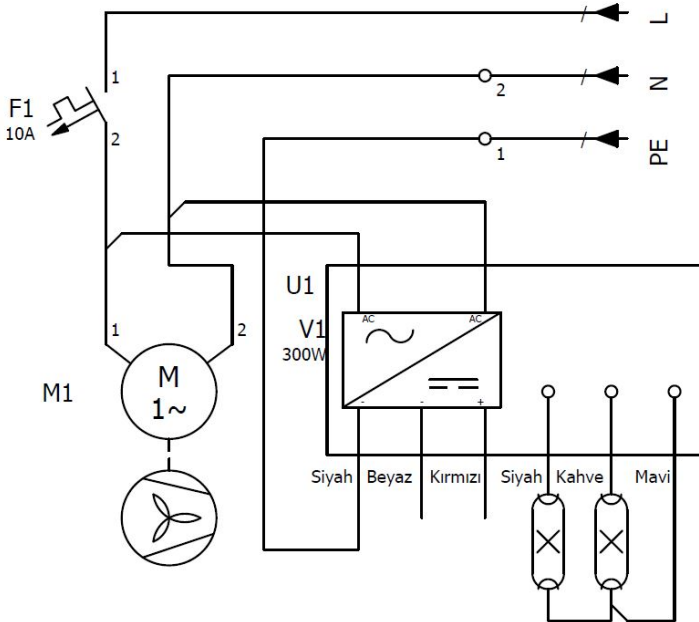 L
1
F1
10A
2
N
2
PE
1
U1
AC AC
V1
300W
1
2
M
1~
M1
- - +
Siyah Beyaz Kırmızı Siyah Kahve Mavi